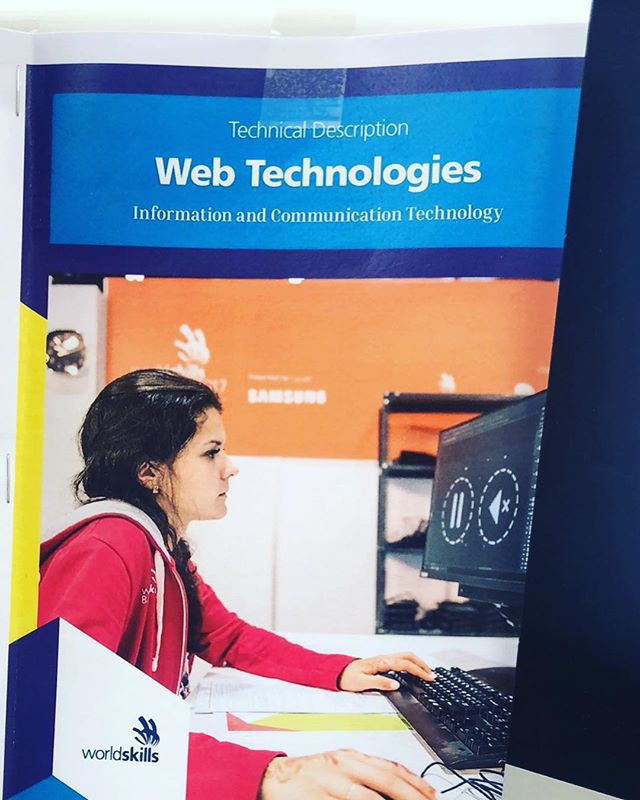 Technical Description
Web Technologies
Information and Communication Technology
SAMSUNG
worldskills